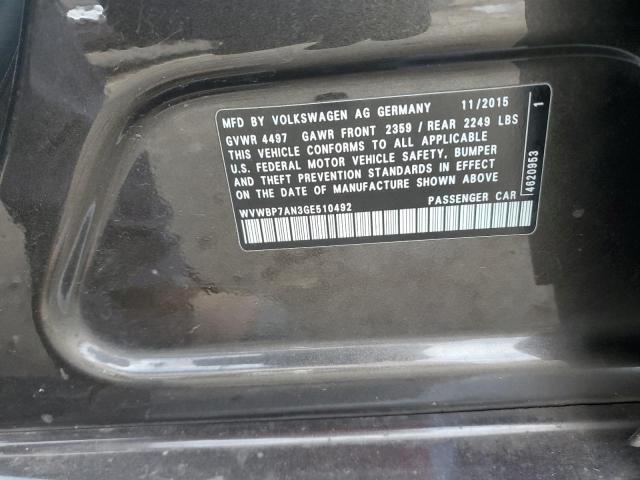 MFD BY VOLKSWAGEN AG GERMANY 11/2015
GVWR 4497 GAWR FRONT 2359 / REAR 2249 LBS
THIS VEHICLE CONFORMS TO ALL APPLICABLE
U.S. FEDERAL MOTOR VEHICLE SAFETY, BUMPER
AND THEFT PREVENTION STANDARDS IN EFFECT
ON THE DATE OF MANUFACTURE SHOWN ABOVE
WVWBP7AN3GE510492 PASSENGER CAR
4620953 1